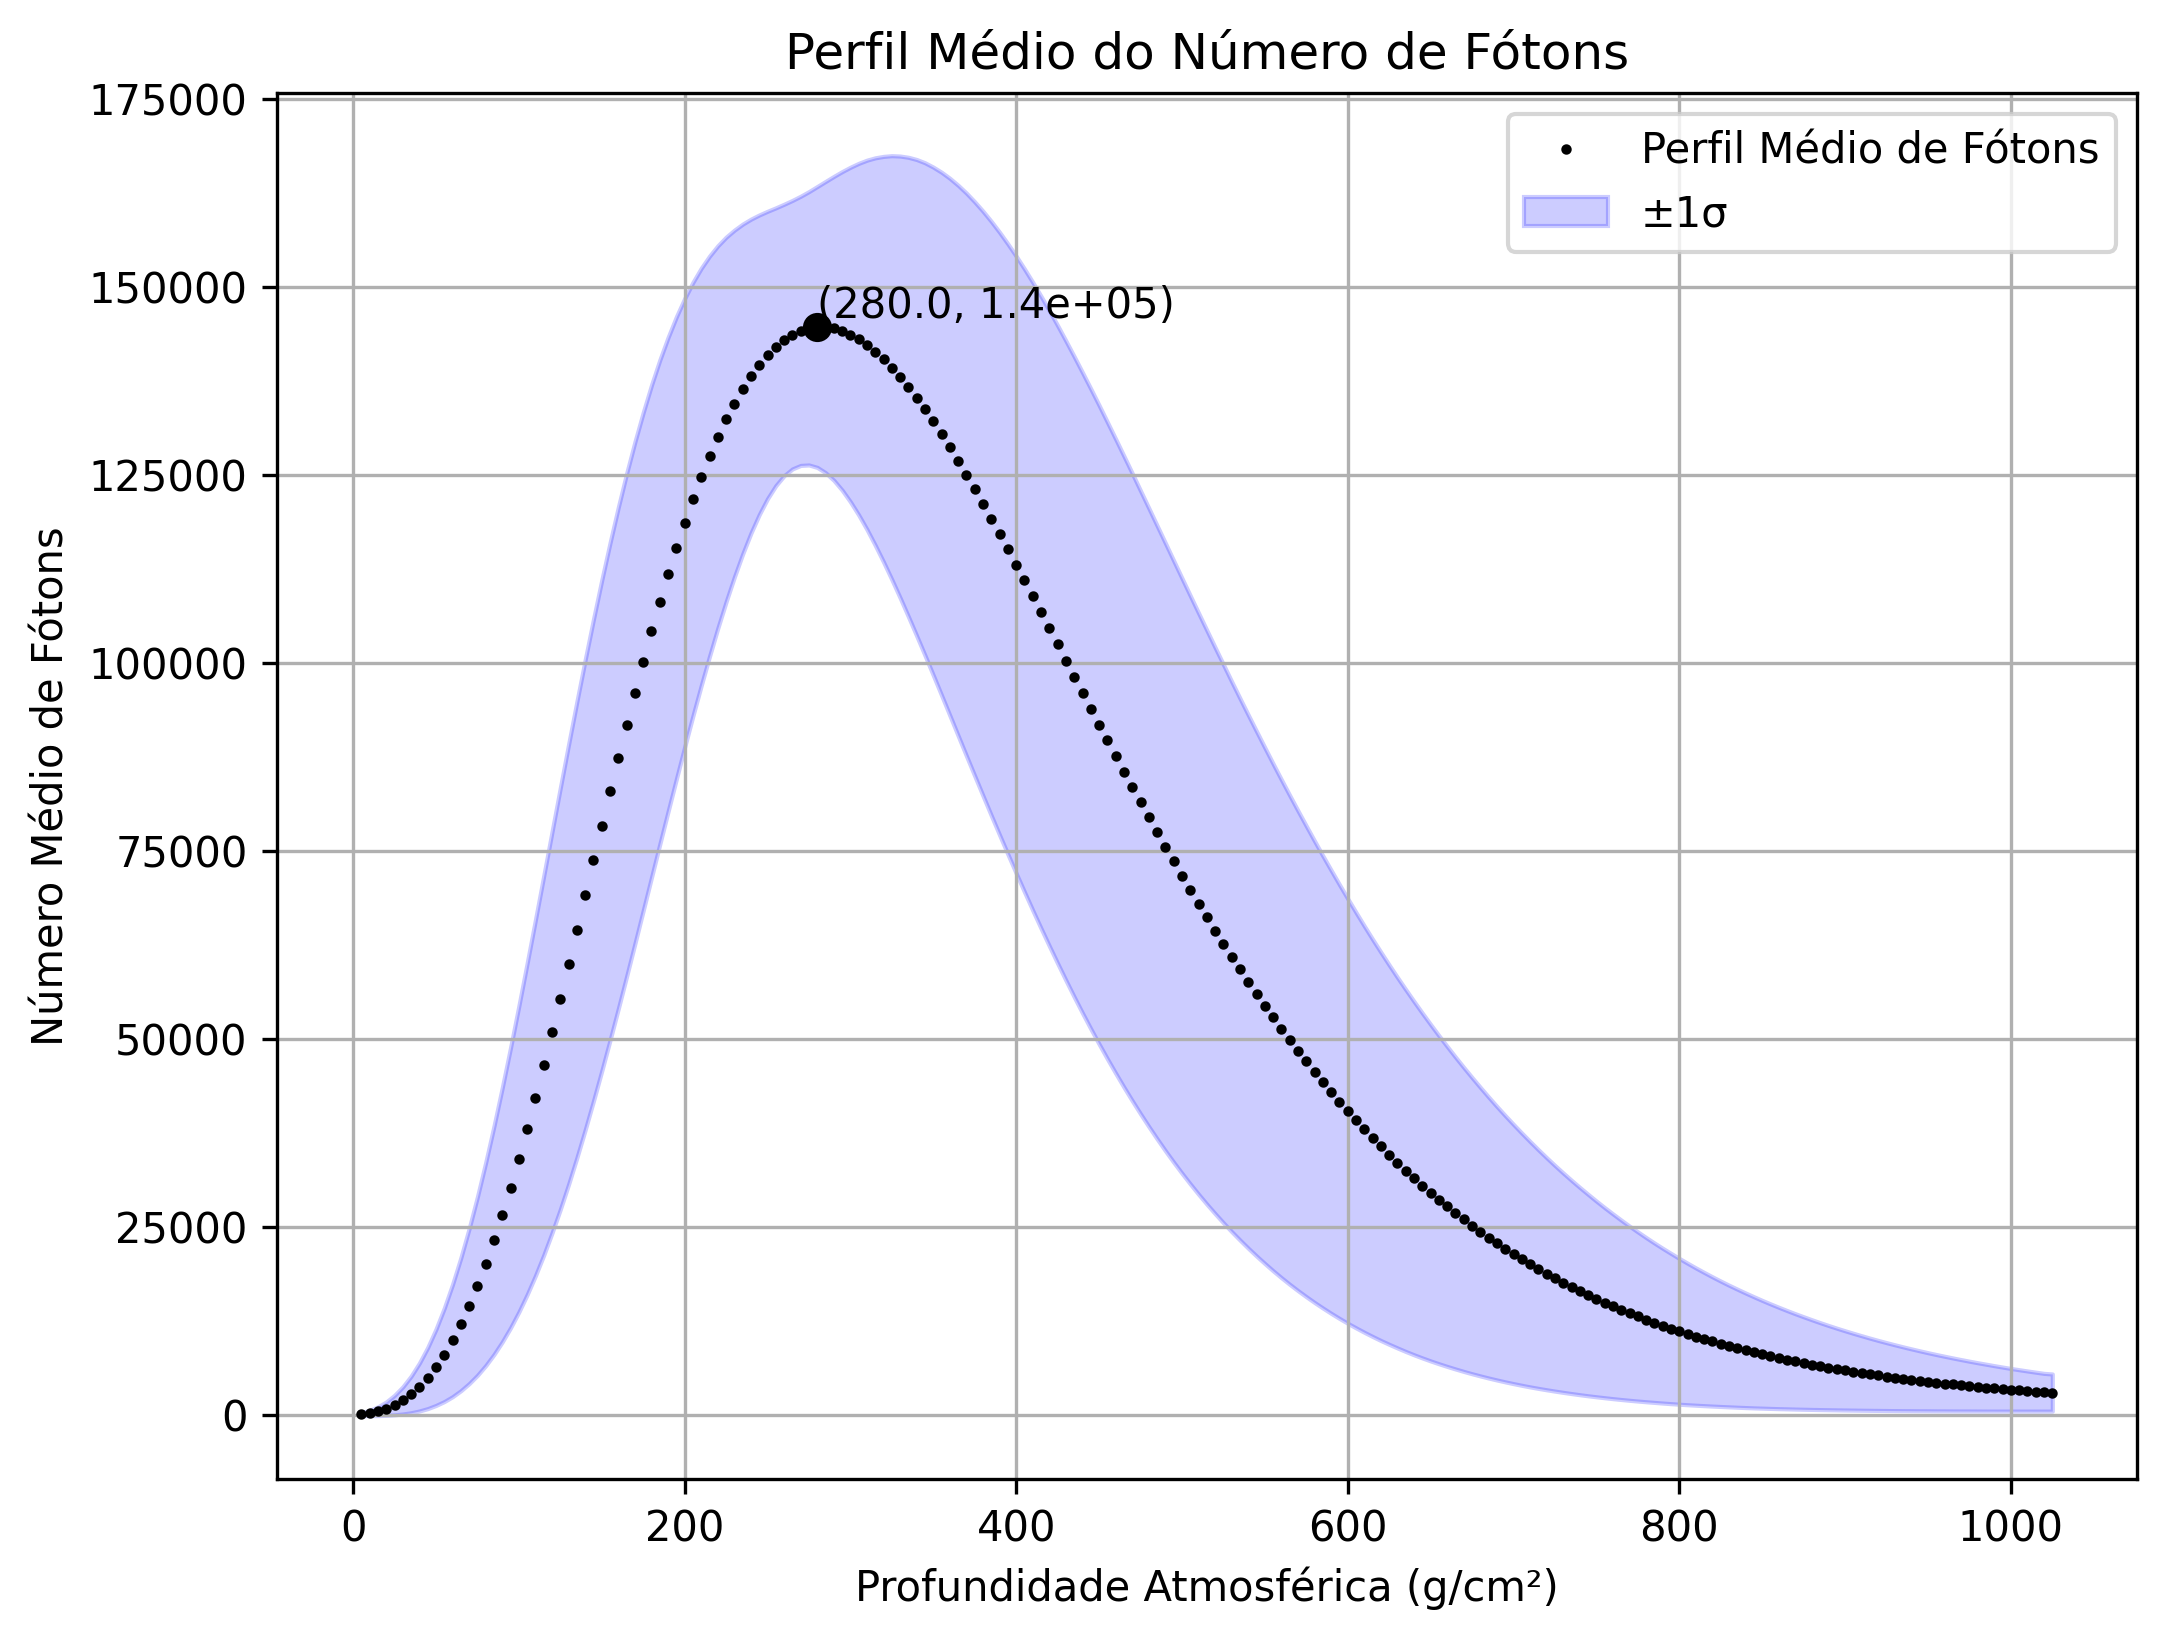 Perfil Médio do Número de Fótons
175000
150000
125000
100000
75000
50000
25000
0
Número Médio de Fótons
Perfil Médio de Fótons
±1σ
(280.0, 1.4e+05)
0 200 400 600 800 1000
Profundidade Atmosférica (g/cm²)